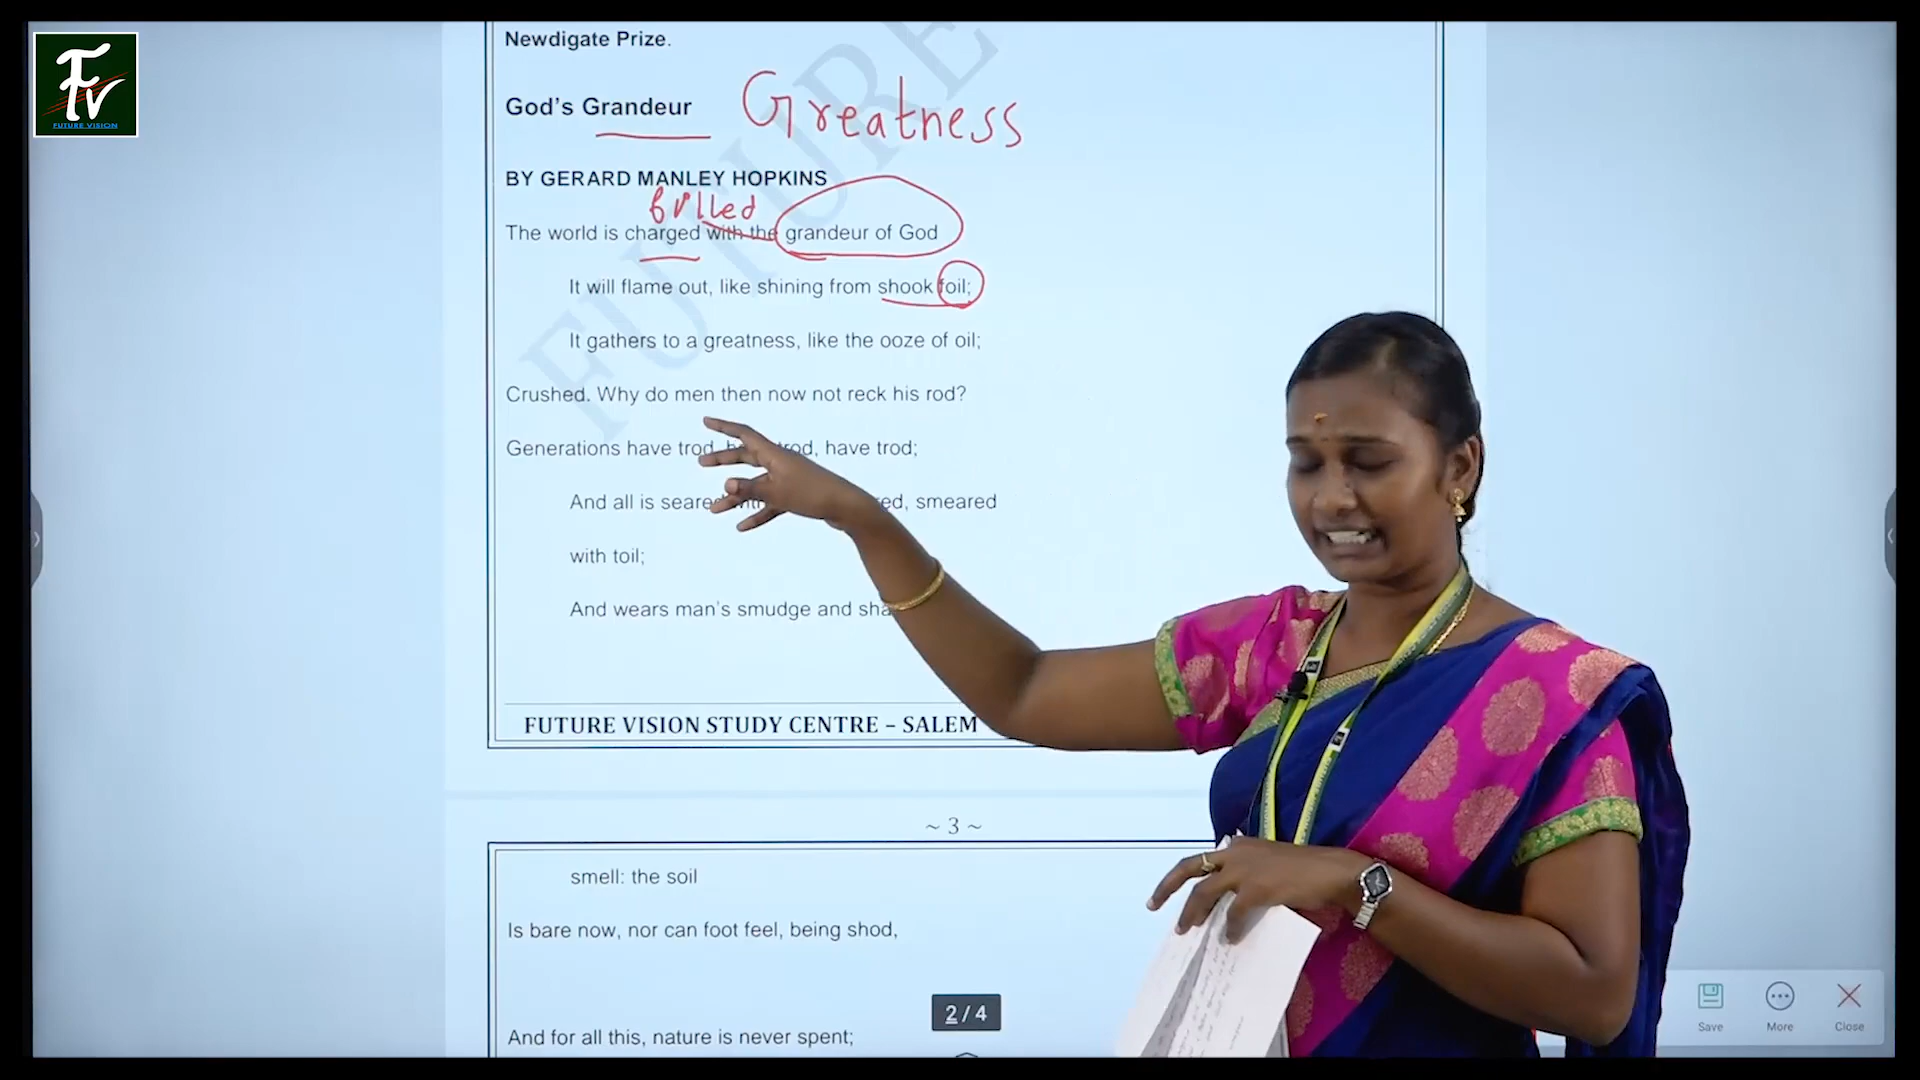 FV
FUTURE VISION
Newdigate Prize.
God's Grandeur Greatness
BY GERARD MANLEY HOPKINS
filled
The world is charged with the grandeur of God
It will flame out, like shining from shook foil;
It gathers to a greatness, like the ooze of oil;
Crushed. Why do men then now not reck his rod?
Generations have trod, trod, have trod;
And all is seared smeared
with toil;
And wears man's smudge and
FUTURE VISION STUDY CENTRE – SALEM
~ 3 ~
smell: the soil
Is bare now, nor can foot feel, being shod,
2 / 4
And for all this, nature is never spent;
Save More Close
FUTURE